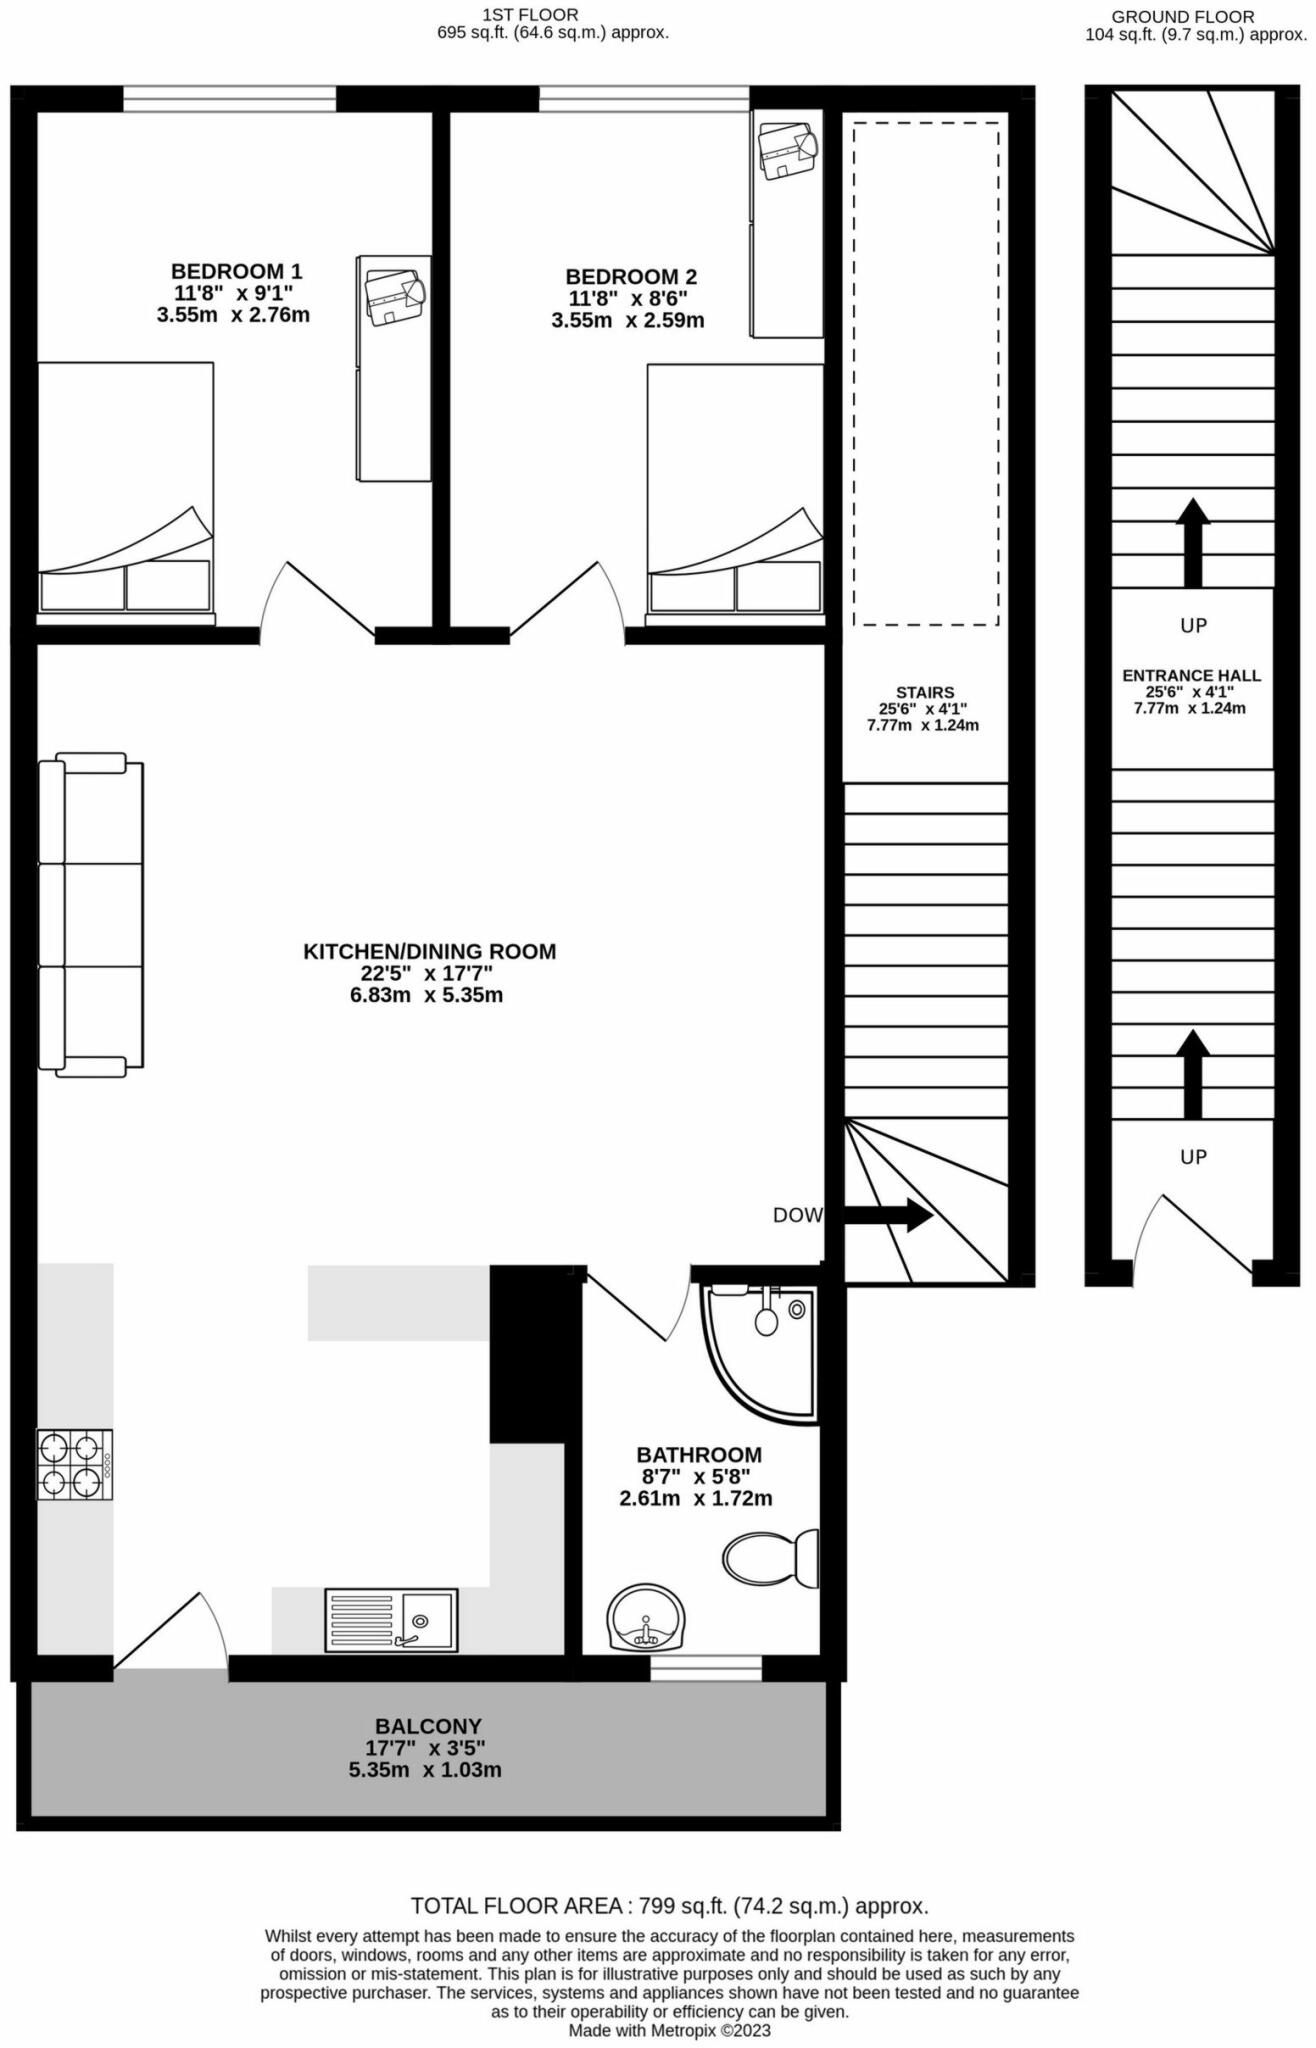 1ST FLOOR
695 sq.ft. (64.6 sq.m.) approx.
GROUND FLOOR
104 sq.ft. (9.7 sq.m.) approx.
BEDROOM 1
11'8" x 9'1"
3.55m x 2.76m
BEDROOM 2
11'8" x 8'6"
3.55m x 2.59m
UP
STAIRS
25'6" x 4'1"
7.77m x 1.24m
ENTRANCE HALL
25'6" x 4'1"
7.77m x 1.24m
KITCHEN/DINING ROOM
22'5" x 17'7"
6.83m x 5.35m
UP
DOW
BATHROOM
8'7" x 5'8"
2.61m x 1.72m
BALCONY
17'7" x 3'5"
5.35m x 1.03m
TOTAL FLOOR AREA : 799 sq.ft. (74.2 sq.m.) approx.
Whilst every attempt has been made to ensure the accuracy of the floorplan contained here, measurements
of doors, windows, rooms and any other items are approximate and no responsibility is taken for any error,
omission or mis-statement. This plan is for illustrative purposes only and should be used as such by any
prospective purchaser. The services, systems and appliances shown have not been tested and no guarantee
as to their operability or efficiency can be given.
Made with Metropix ©2023